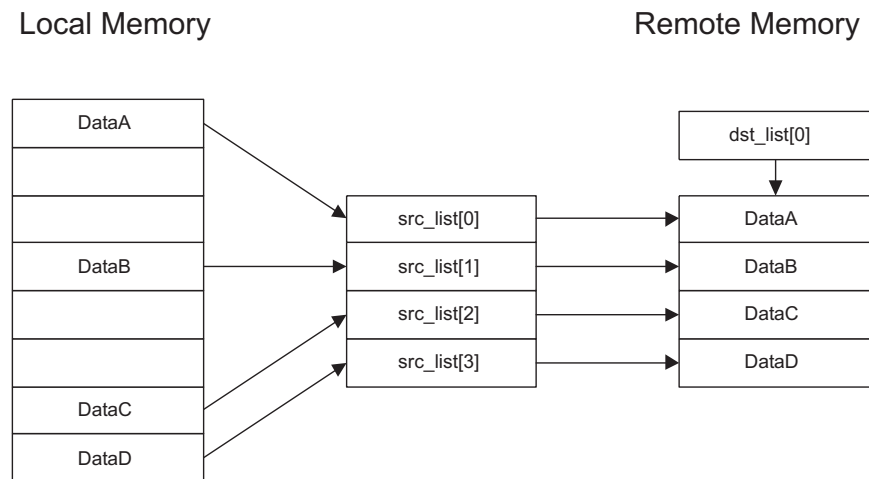 Local Memory
Remote Memory
DataA
dst_list[0]
src_list[0]
DataA
DataB
src_list[1]
DataB
src_list[2]
DataC
src_list[3]
DataD
DataC
DataD